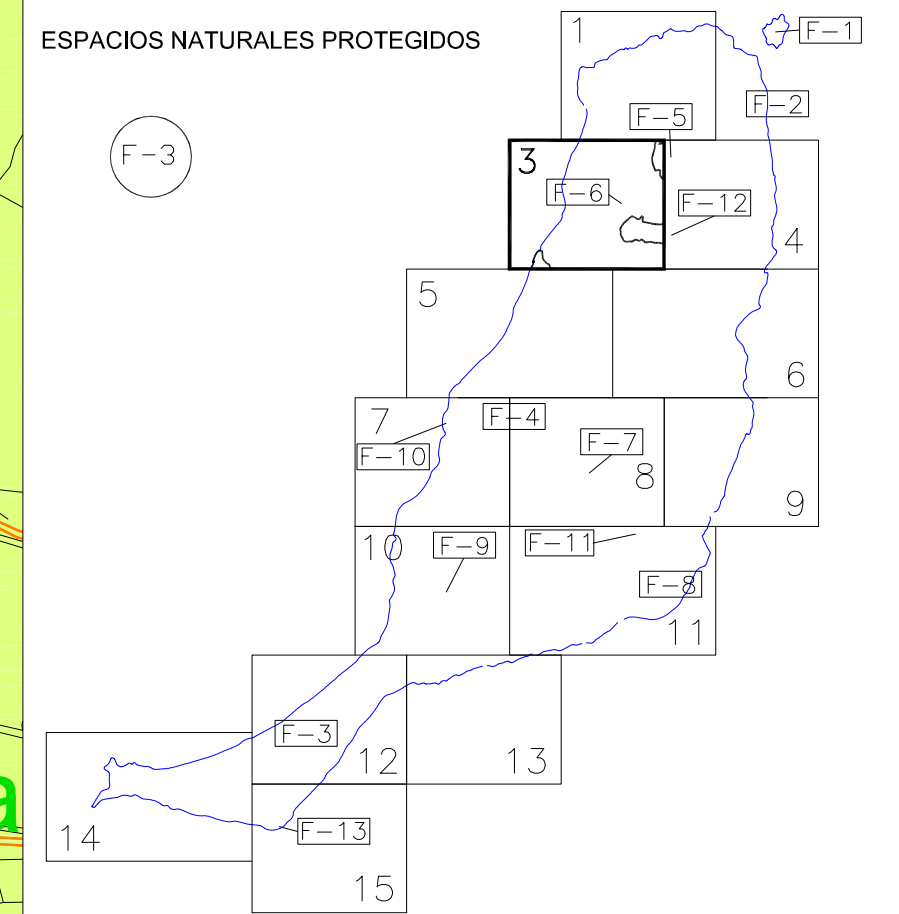 ESPACIOS NATURALES PROTEGIDOS
1
F-1
F-2
F-5
F-3
3
F-6
F-12
4
5
6
7
F-4
F-10
F-7
8
9
10
F-9
F-11
F-8
11
F-3
12
13
a
14
F-13
15